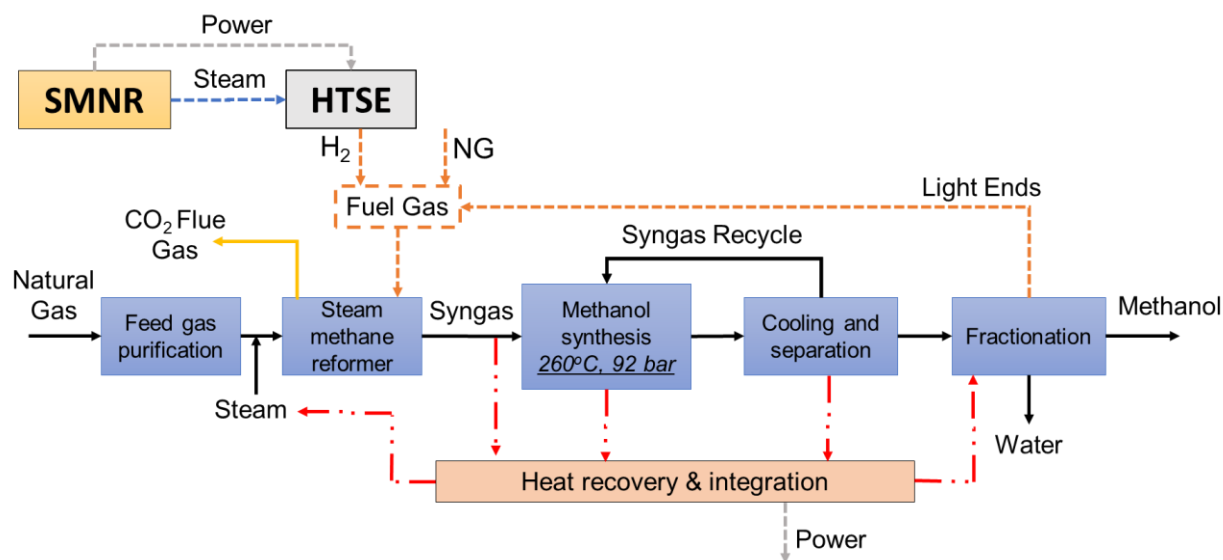 Power
Steam
SMNR
HTSE
H2
NG
Fuel Gas
Light Ends
CO2 Flue
Gas
Syngas Recycle
Natural
Gas
Feed gas
purification
Steam
methane
reformer
Syngas
Methanol
synthesis
260°C, 92 bar
Cooling and
separation
Fractionation
Methanol
Steam
Water
Heat recovery & integration
Power